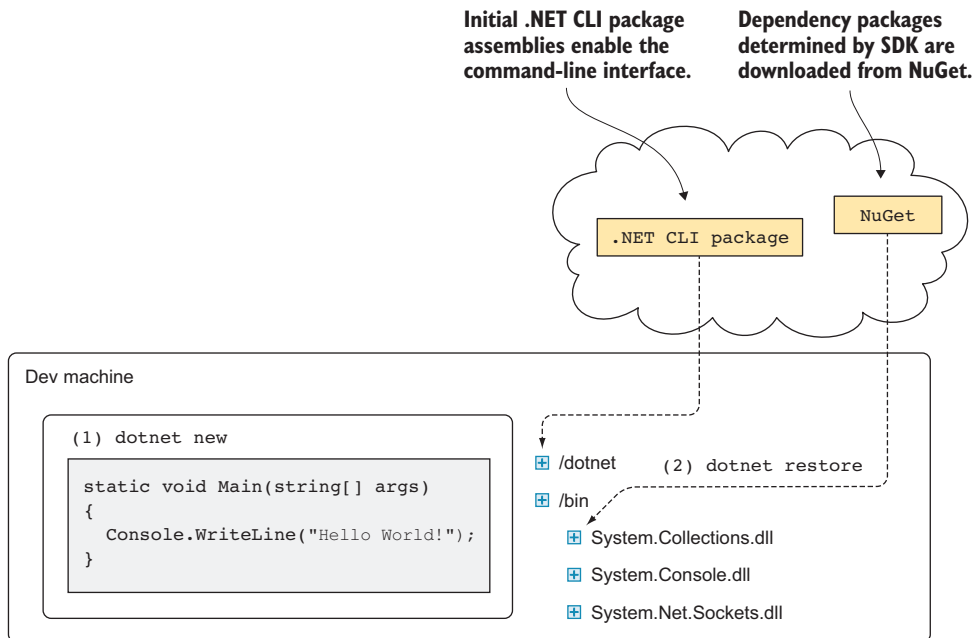 Initial .NET CLI package
assemblies enable the
command-line interface.
Dependency packages
determined by SDK are
downloaded from NuGet.
.NET CLI package
NuGet
Dev machine
(1) dotnet new
static void Main(string[] args)
{
  Console.WriteLine("Hello World!");
}
/dotnet
(2) dotnet restore
/bin
System.Collections.dll
System.Console.dll
System.Net.Sockets.dll